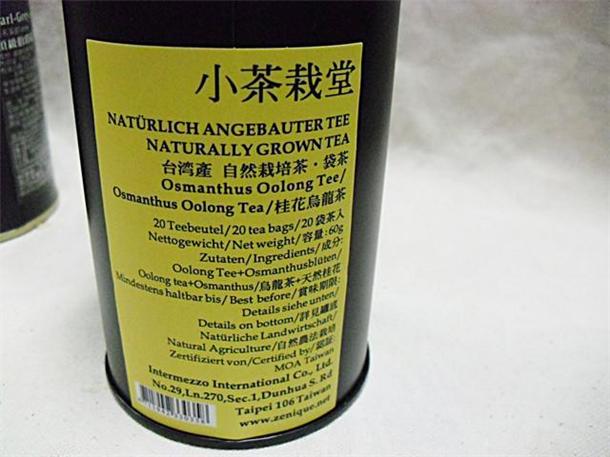 小茶栽堂
NATÜRLICH ANGEBAUTER TEE
NATURALLY GROWN TEA
台湾產 自然栽培茶・袋茶
Osmanthus Oolong Tee/
Osmanthus Oolong Tea/桂花烏龍茶
20 Teebeutel/20 tea bags/20袋茶入
Nettogewicht/Net weight/容量:60g
Zutaten/Ingredients/成分:
Oolong Tee+Osmanthusblüten/
Oolong tea+Osmanthus/烏龍茶+天然桂花
Mindestens haltbar bis/Best before/賞味期限:
Details siehe unten/
Details on bottom/詳見罐底
Natürliche Landwirtschaft/
Natural Agriculture/自然農法栽培
Zertifiziert von/Certified by/認証
MOA Taiwan
Intermezzo International Co., Ltd.
No.29,Ln.270,Sec.1,Dunhua S. Rd
Taipei 106 Taiwan
www.zenique.net
arl-Grey